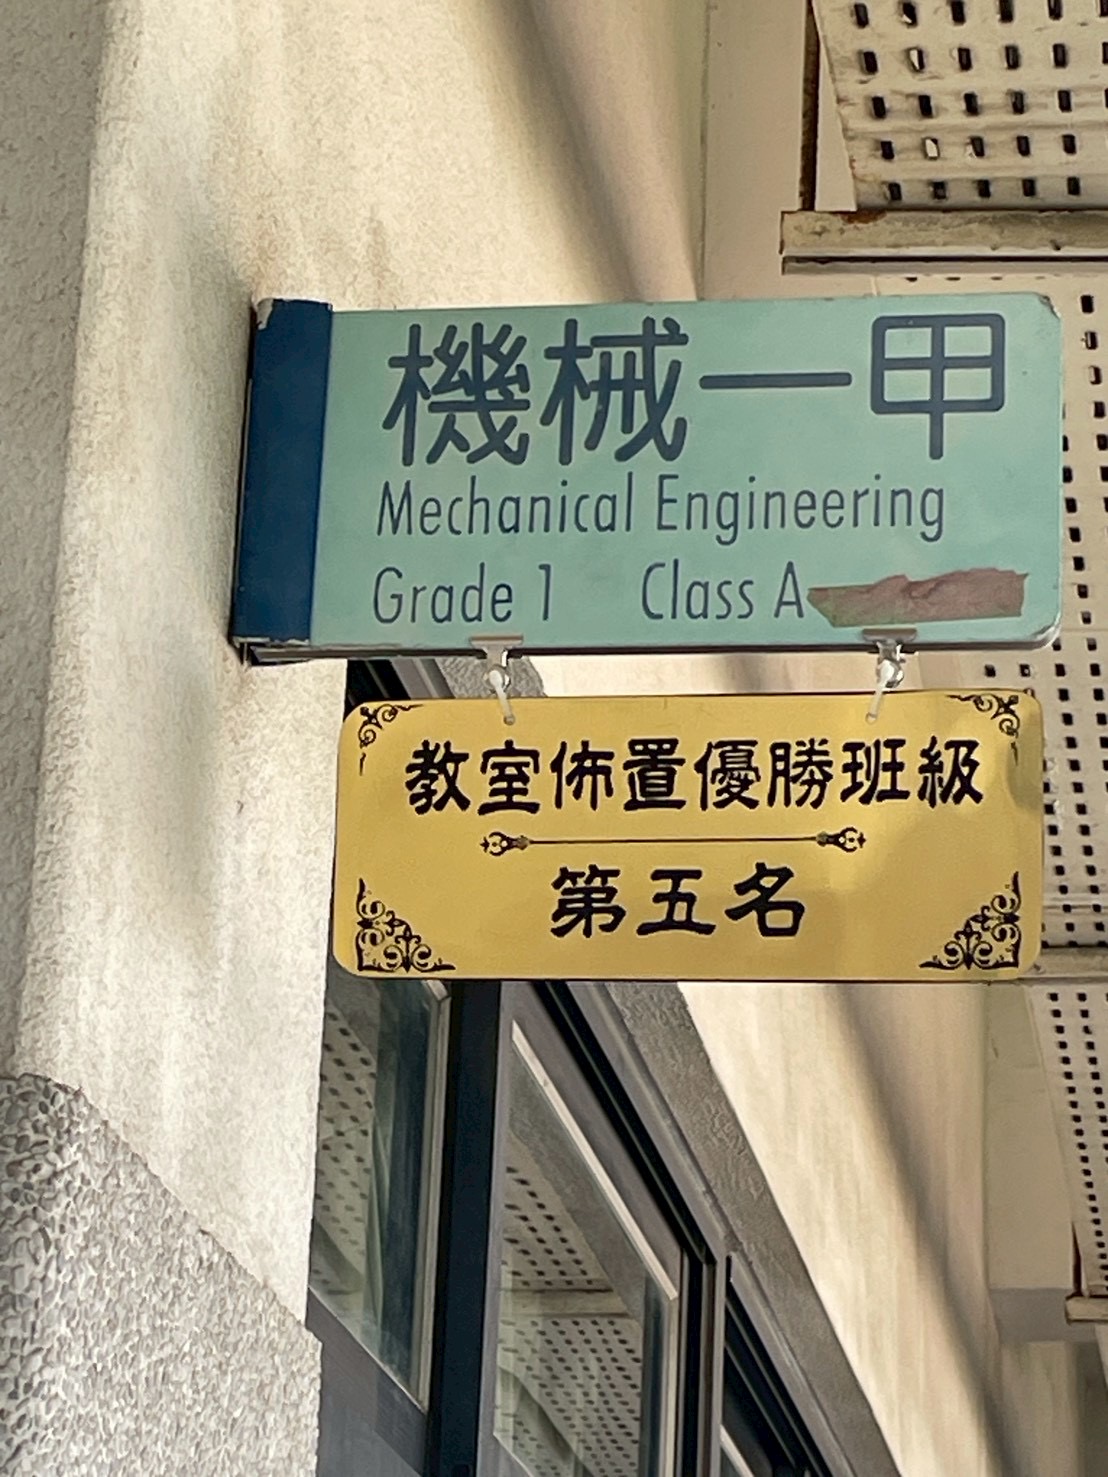 機械一甲
Mechanical Engineering
Grade 1 Class A
教室佈置優勝班級
第五名